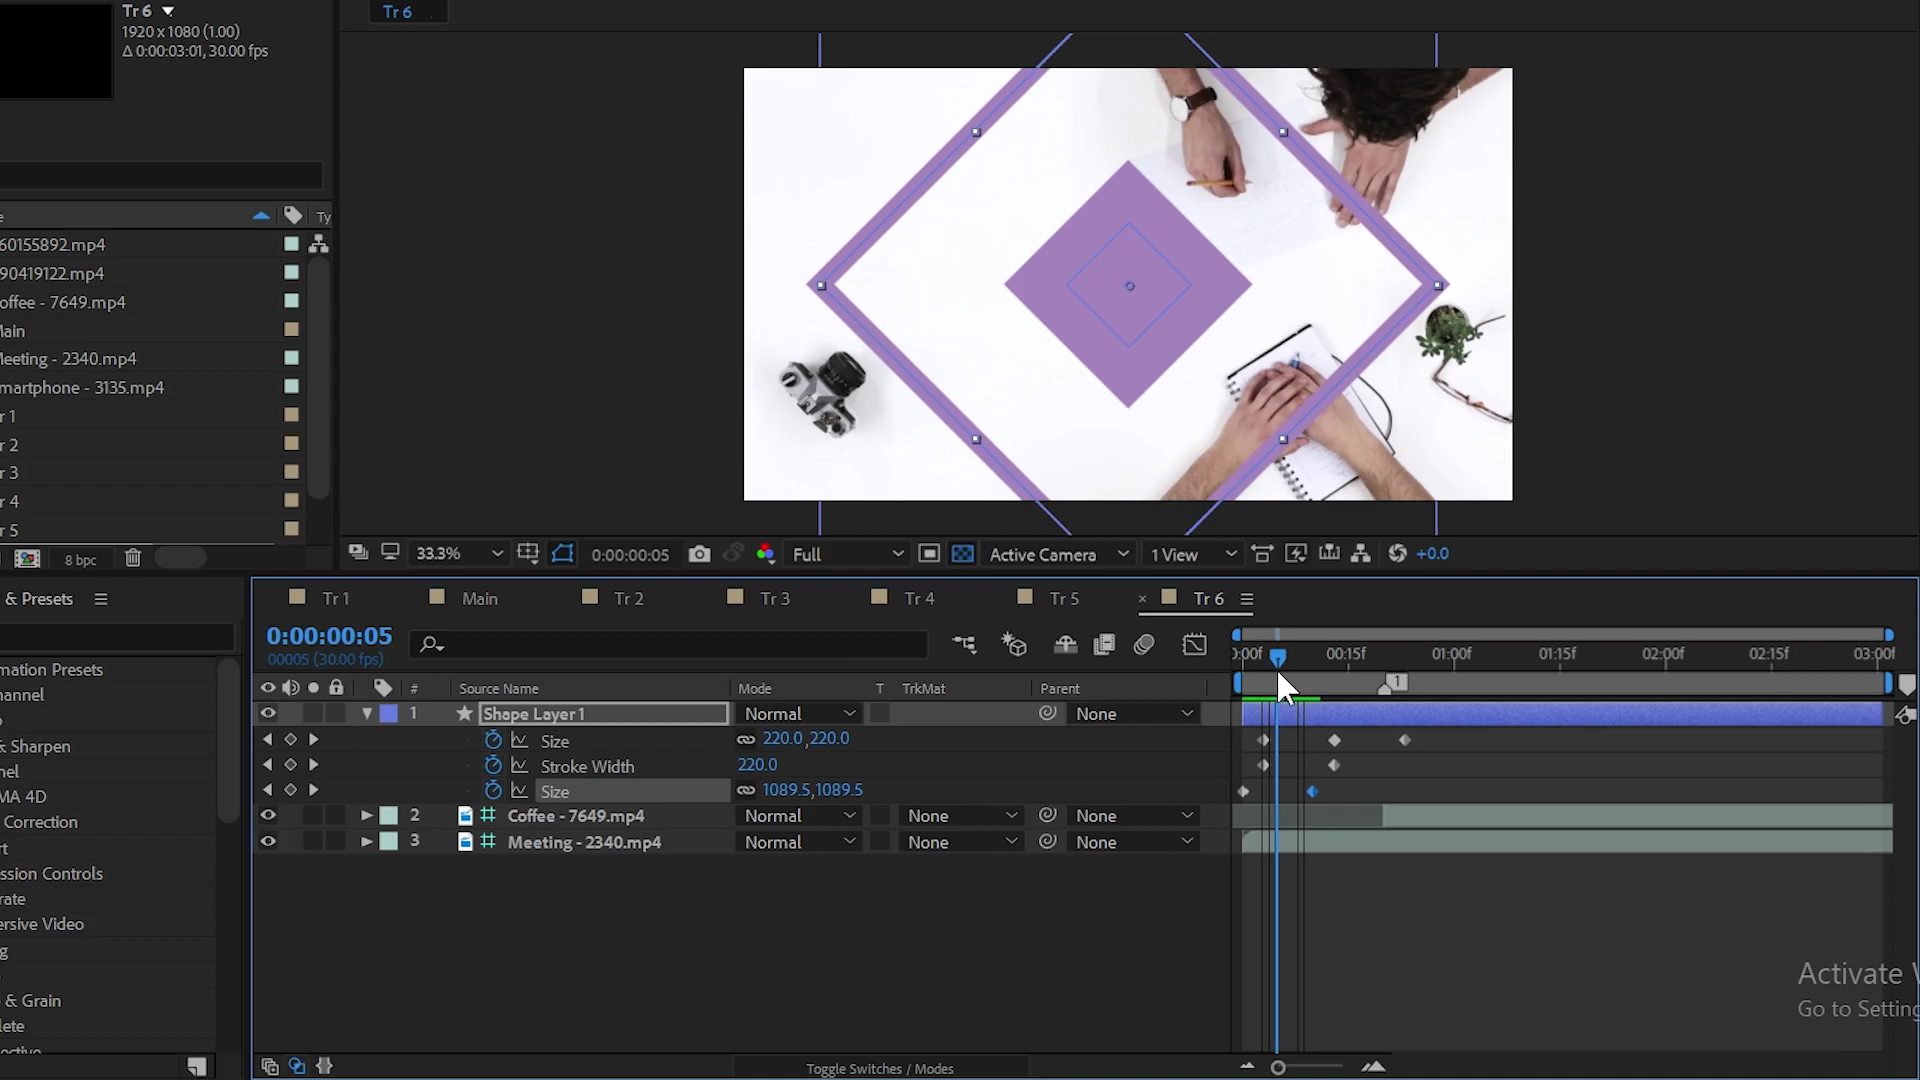 Tr 6
1920 x 1080 (1.00)
Δ 0:00:03:01, 30.00 fps
Tr 6
e
Ty
60155892.mp4
90419122.mp4
offee - 7649.mp4
lain
leeting - 2340.mp4
martphone - 3135.mp4
r 1
r 2
r 3
r 4
r 5
8 bpc
33.3%
0:00:00:05
Full
Active Camera
1 View
+0.0
& Presets
Tr 1
Main
Tr 2
Tr 3
Tr 4
Tr 5
× Tr 6
0:00:00:05
00005 (30.00 fps)
):00f 00:15f 01:00f 01:15f 02:00f 02:15f 03:00f
1
# Source Name Mode T TrkMat Parent
1 Shape Layer 1 Normal None
Size 220.0,220.0
Stroke Width 220.0
Size 1089.5,1089.5
2 Coffee - 7649.mp4 Normal None None
3 Meeting - 2340.mp4 Normal None None
mation Presets
hannel
o
& Sharpen
nel
MA 4D
Correction
rt
ession Controls
rate
ersive Video
g
& Grain
lete
Activate W
Go to Setting
Toggle Switches / Modes